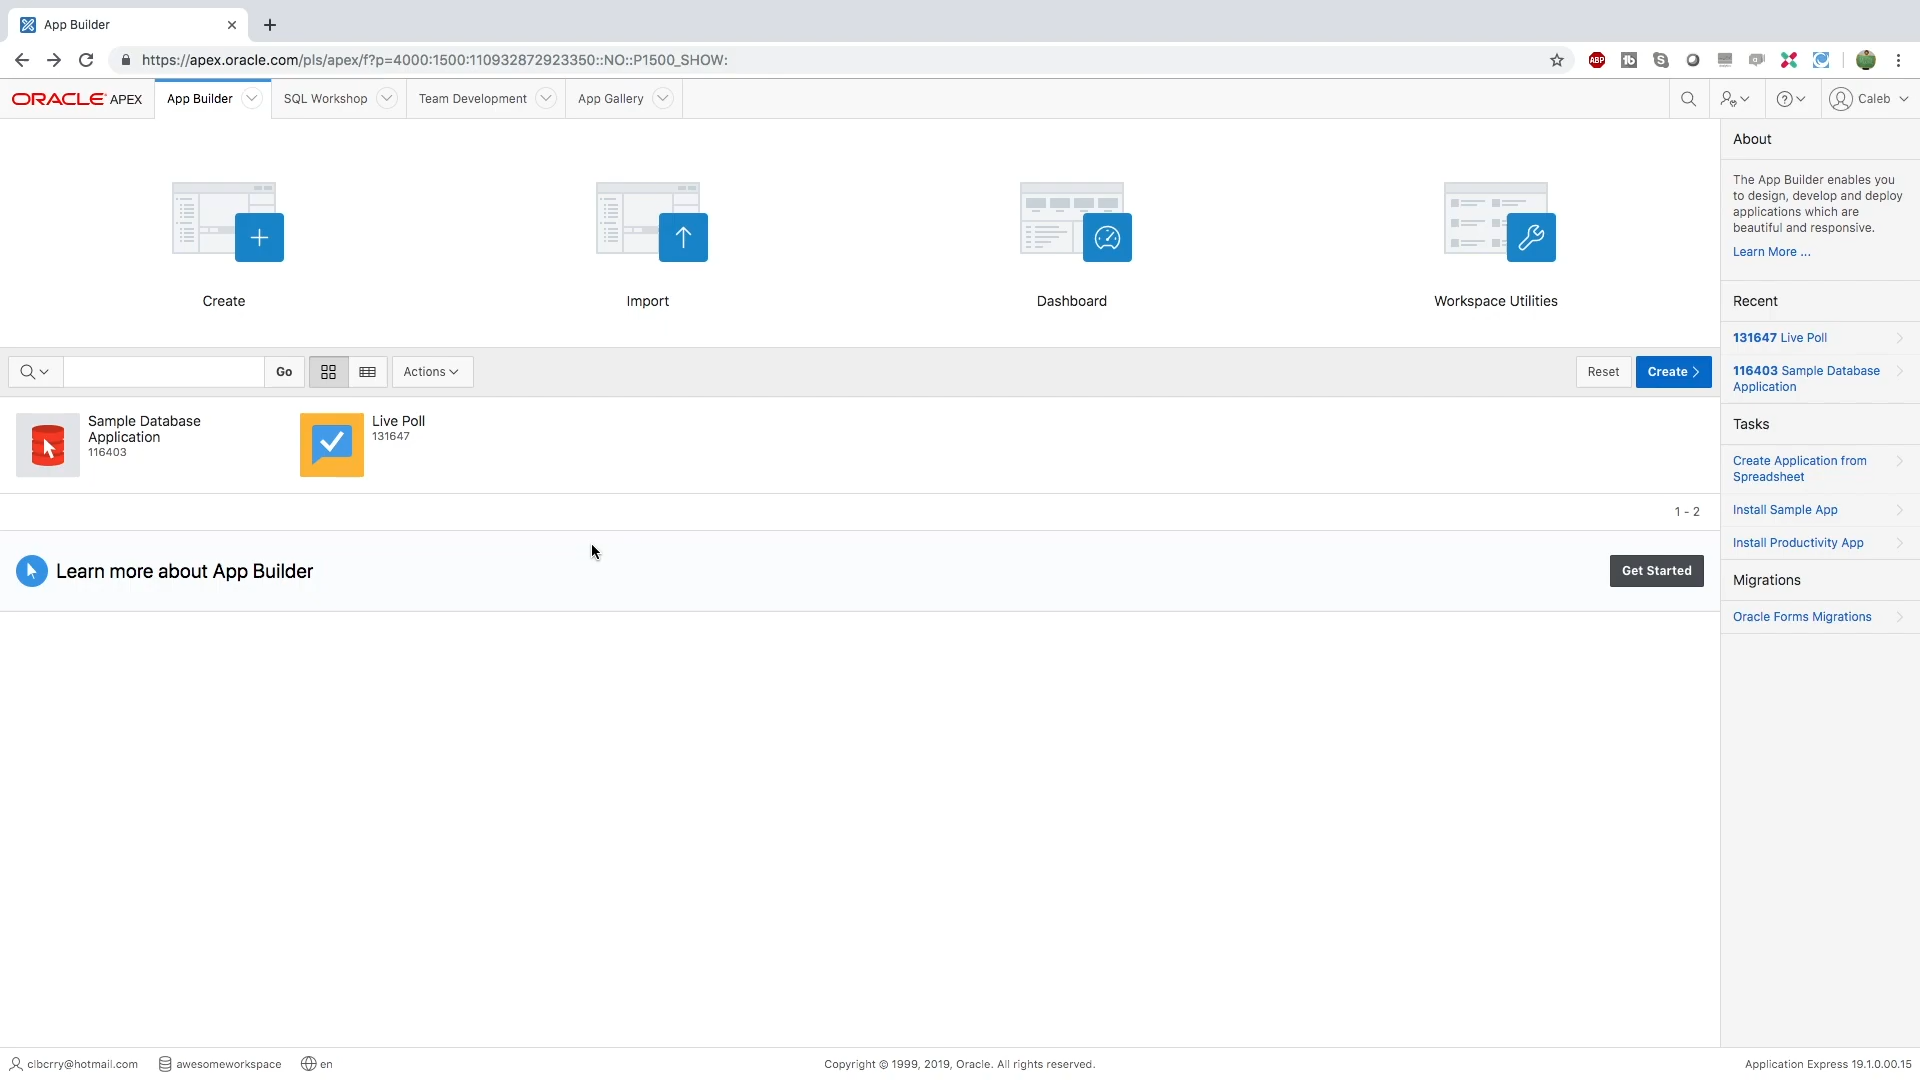 App Builder
https://apex.oracle.com/pls/apex/f?p=4000:1500:110932872923350::NO::P1500_SHOW:
ABP
ORACLE APEX
App Builder
SQL Workshop
Team Development
App Gallery
Caleb
Create
Import
Dashboard
Workspace Utilities
Go
Actions
Reset
Create
Sample Database
Application
116403
Live Poll
131647
1 - 2
Learn more about App Builder
Get Started
About
The App Builder enables you
to design, develop and deploy
applications which are
beautiful and responsive.
Learn More ...
Recent
131647 Live Poll
116403 Sample Database
Application
Tasks
Create Application from
Spreadsheet
Install Sample App
Install Productivity App
Migrations
Oracle Forms Migrations
clbcrry@hotmail.com
awesomeworkspace
en
Copyright © 1999, 2019, Oracle. All rights reserved.
Application Express 19.1.0.00.15